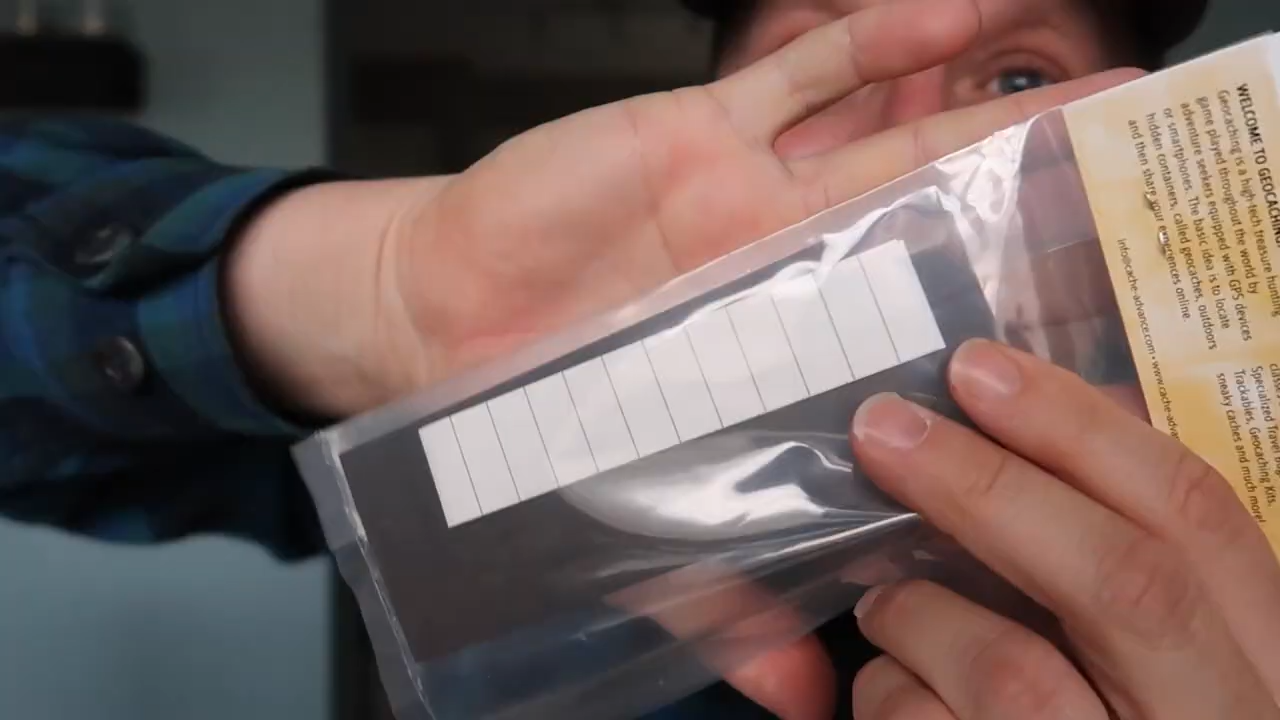 WELCOME TO GEOCACHING
Geocaching is a high-tech treasure hunting
game played throughout the world by
adventure seekers equipped with GPS devices
or smartphones. The basic idea is to locate
hidden containers, called geocaches, outdoors
and then share your experiences online.
info@cache-advance.com • www.cache-adva
Specialized Travel
Trackables, Geocaching Kits,
sneaky caches and much more!